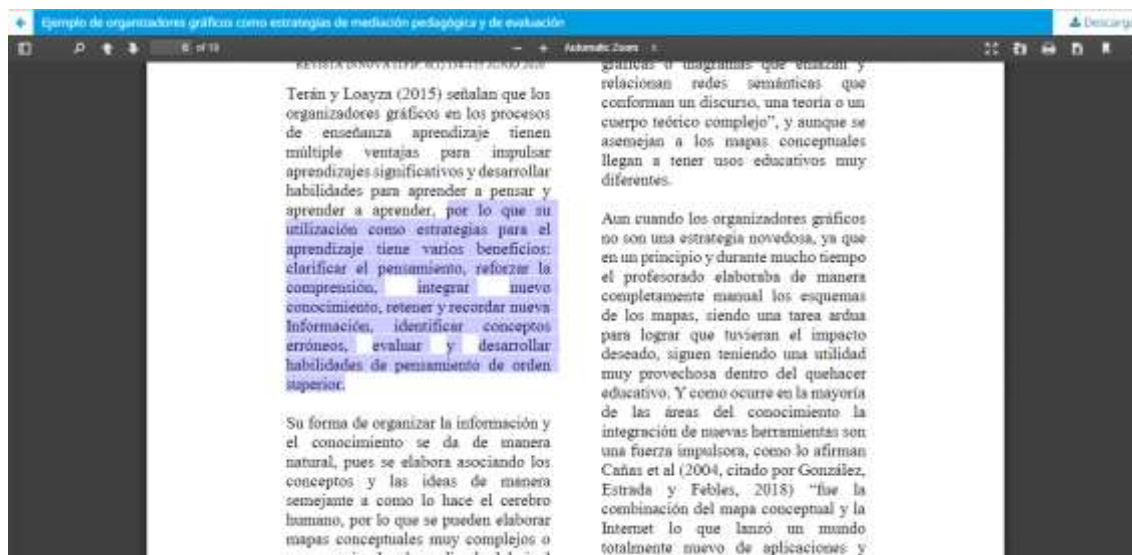 Ejemplo de organizadores gráficos como estrategias de mediación pedagógica y de evaluación
Descarga
6 of 18
Automatic Zoom
REVISTA INNOVA ITFIP, 6(1)
Terán y Loayza (2015) señalan que los
organizadores gráficos en los procesos
de enseñanza aprendizaje tienen
múltiple ventajas para impulsar
aprendizajes significativos y desarrollar
habilidades para aprender a pensar y
aprender a aprender, por lo que su
utilización como estrategias para el
aprendizaje tiene varios beneficios:
clarificar el pensamiento, reforzar la
comprensión, integrar nuevo
conocimiento, retener y recordar nueva
Información, identificar conceptos
erróneos, evaluar y desarrollar
habilidades de pensamiento de orden
superior.
Su forma de organizar la información y
el conocimiento se da de manera
natural, pues se elabora asociando los
conceptos y las ideas de manera
semejante a como lo hace el cerebro
humano, por lo que se pueden elaborar
mapas conceptuales muy complejos o
gráficas o diagramas que enlazan y
relacionan redes semánticas que
conforman un discurso, una teoría o un
cuerpo teórico complejo”, y aunque se
asemejan a los mapas conceptuales
llegan a tener usos educativos muy
diferentes.
Aun cuando los organizadores gráficos
no son una estrategia novedosa, ya que
en un principio y durante mucho tiempo
el profesorado elaboraba de manera
completamente manual los esquemas
de los mapas, siendo una tarea ardua
para lograr que tuvieran el impacto
deseado, siguen teniendo una utilidad
muy provechosa dentro del quehacer
educativo. Y como ocurre en la mayoría
de las áreas del conocimiento la
integración de nuevas herramientas son
una fuerza impulsora, como lo afirman
Cañas et al (2004, citado por González,
Estrada y Febles, 2018) “fue la
combinación del mapa conceptual y la
Internet lo que lanzó un mundo
totalmente nuevo de aplicaciones y